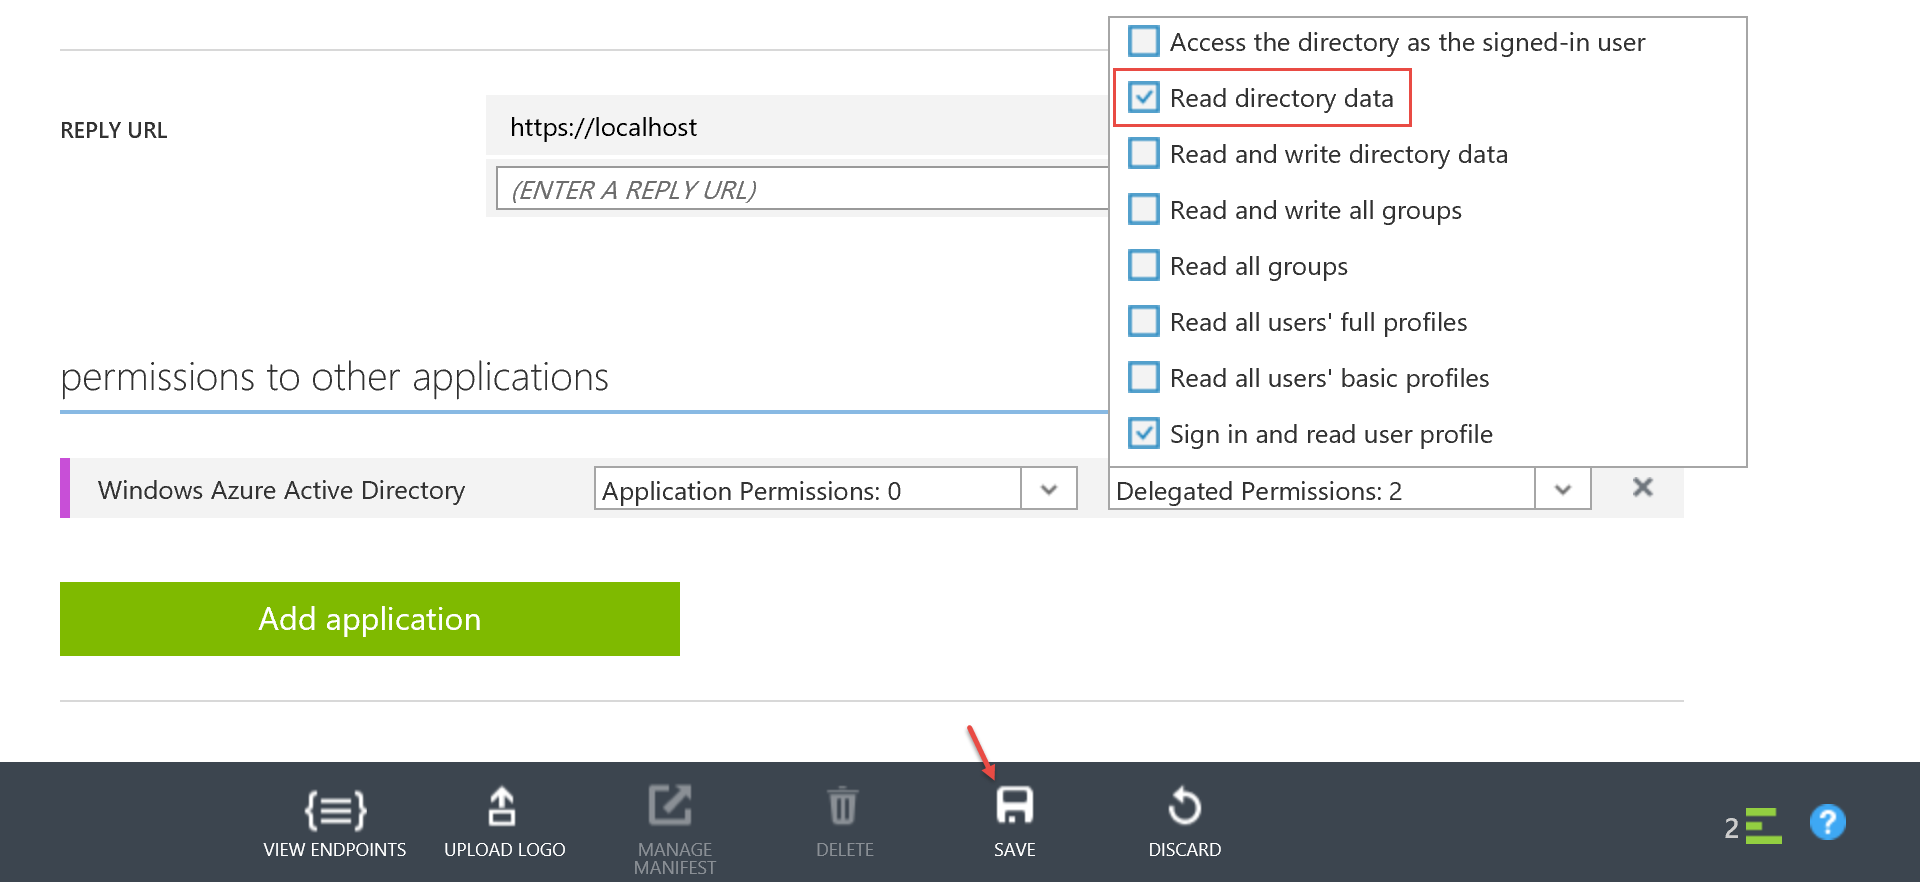 Access the directory as the signed-in user
Read directory data
REPLY URL
https://localhost
Read and write directory data
(ENTER A REPLY URL)
Read and write all groups
Read all groups
Read all users' full profiles
permissions to other applications
Read all users' basic profiles
Sign in and read user profile
Windows Azure Active Directory
Application Permissions: 0
Delegated Permissions: 2
Add application
VIEW ENDPOINTS
UPLOAD LOGO
MANAGE
MANIFEST
DELETE
SAVE
DISCARD
2
?